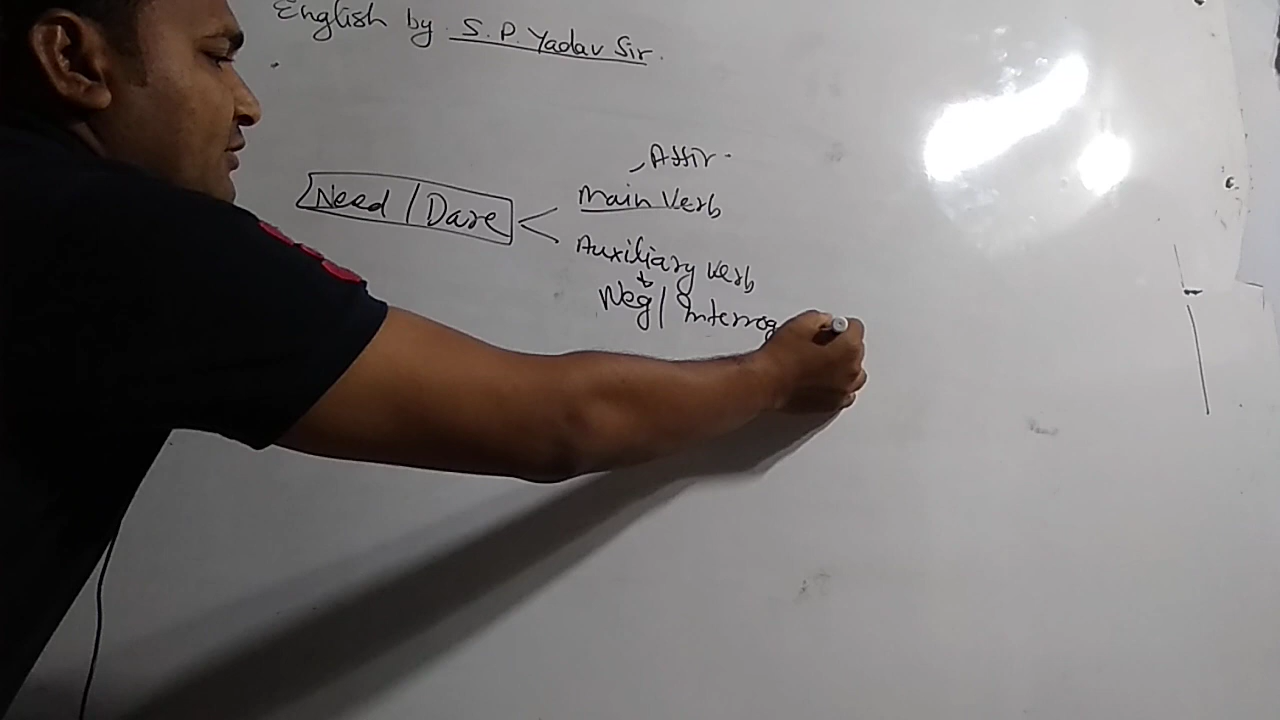 English by S. P. Yadav Sir.
Affir.
Need / Dare
Main Verb
Auxiliary Verb
Neg / Interrog